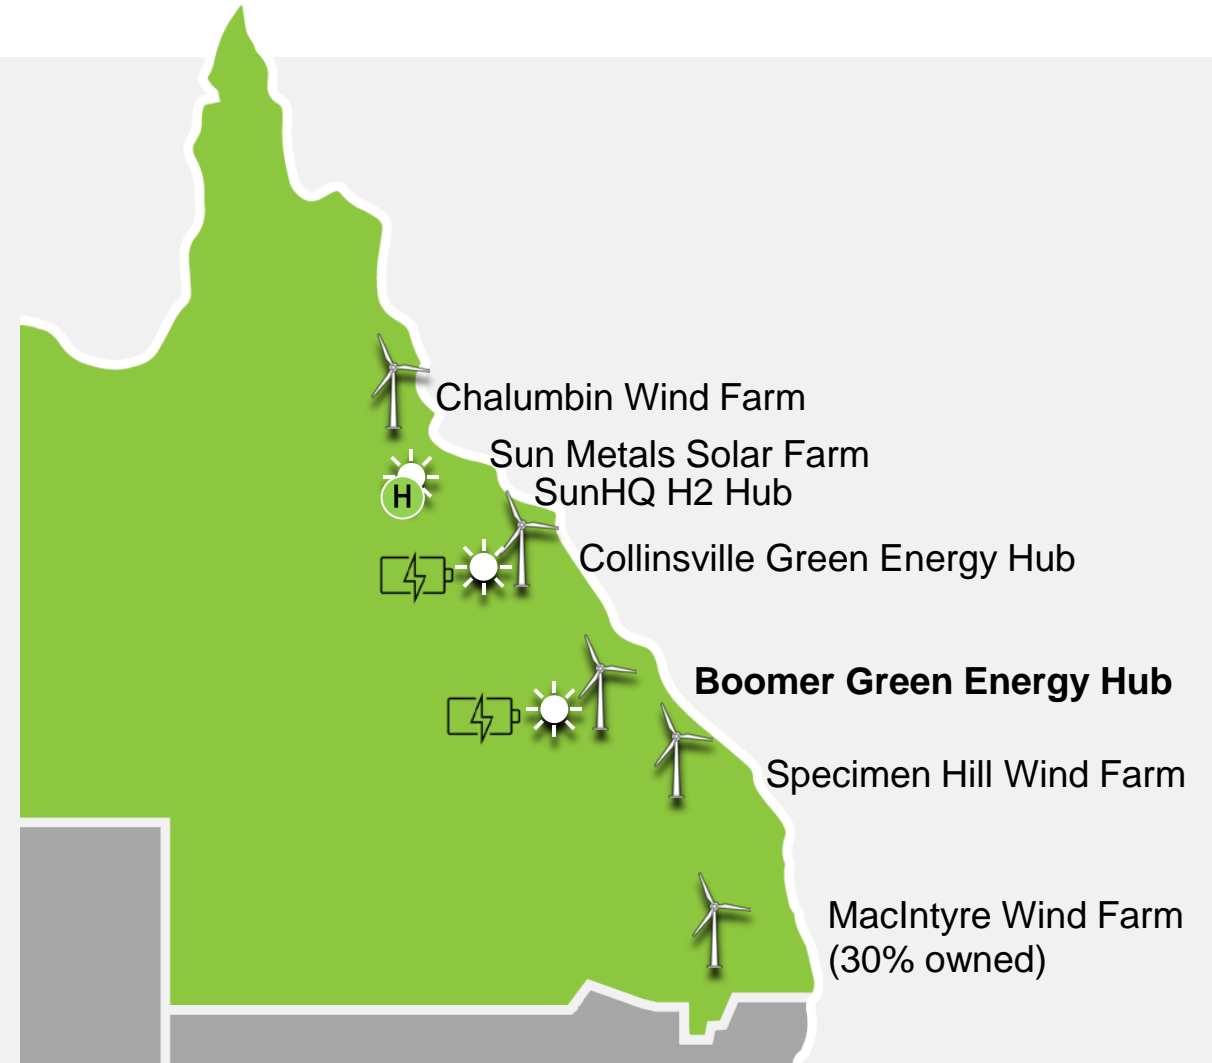 Chalumbin Wind Farm
Sun Metals Solar Farm
H
SunHQ H2 Hub
Collinsville Green Energy Hub
Boomer Green Energy Hub
Specimen Hill Wind Farm
MacIntyre Wind Farm
(30% owned)